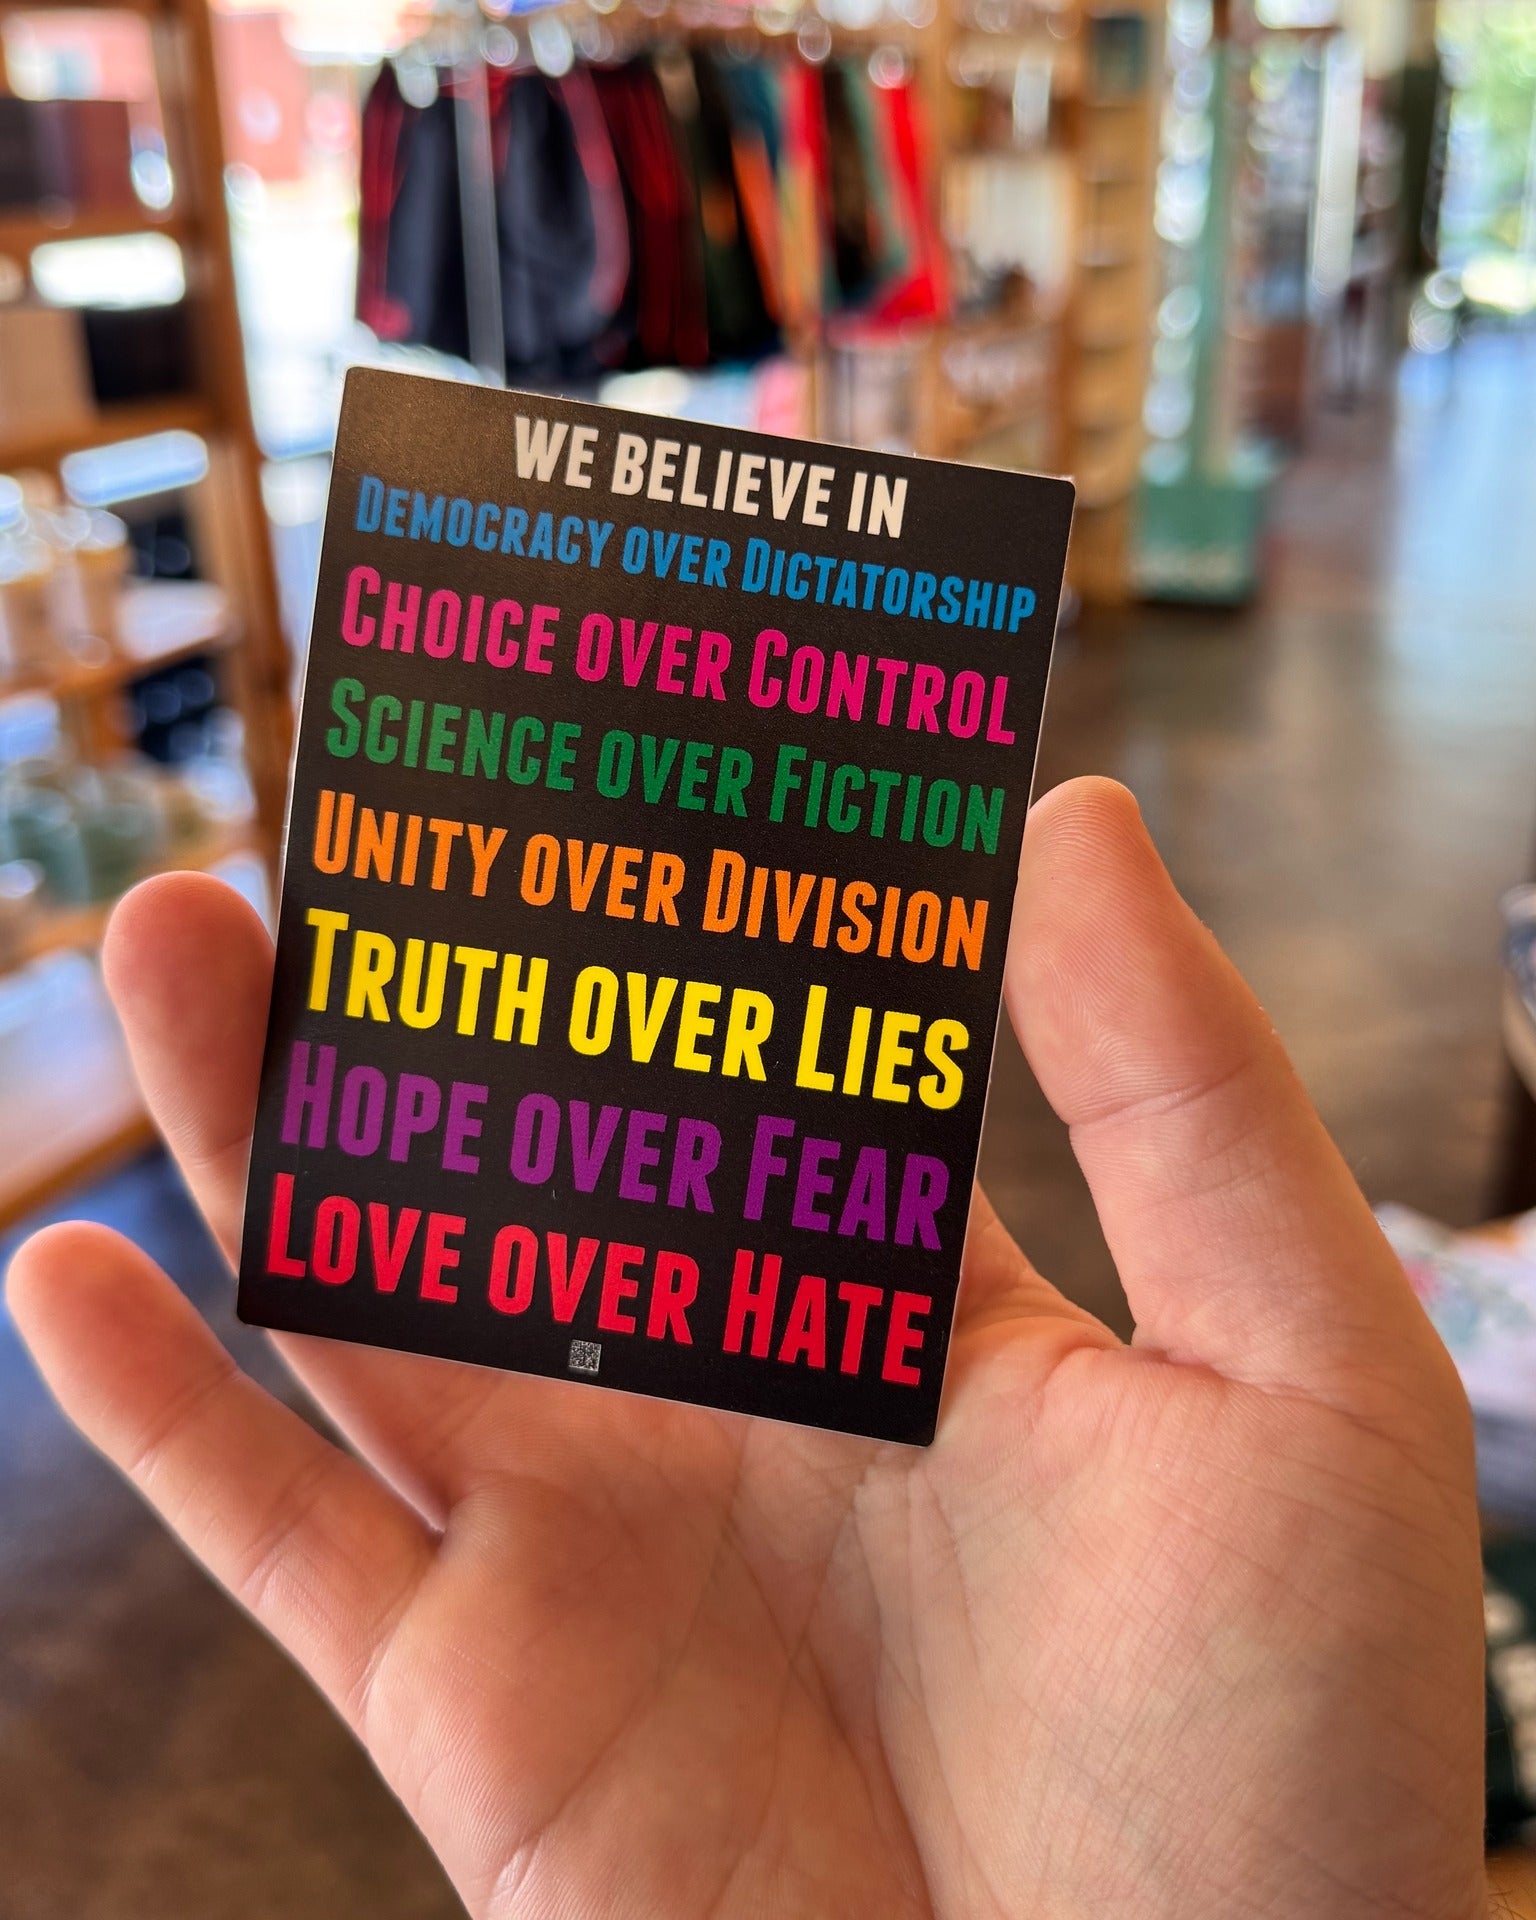 WE BELIEVE IN
DEMOCRACY OVER DICTATORSHIP
CHOICE OVER CONTROL
SCIENCE OVER FICTION
UNITY OVER DIVISION
TRUTH OVER LIES
HOPE OVER FEAR
LOVE OVER HATE